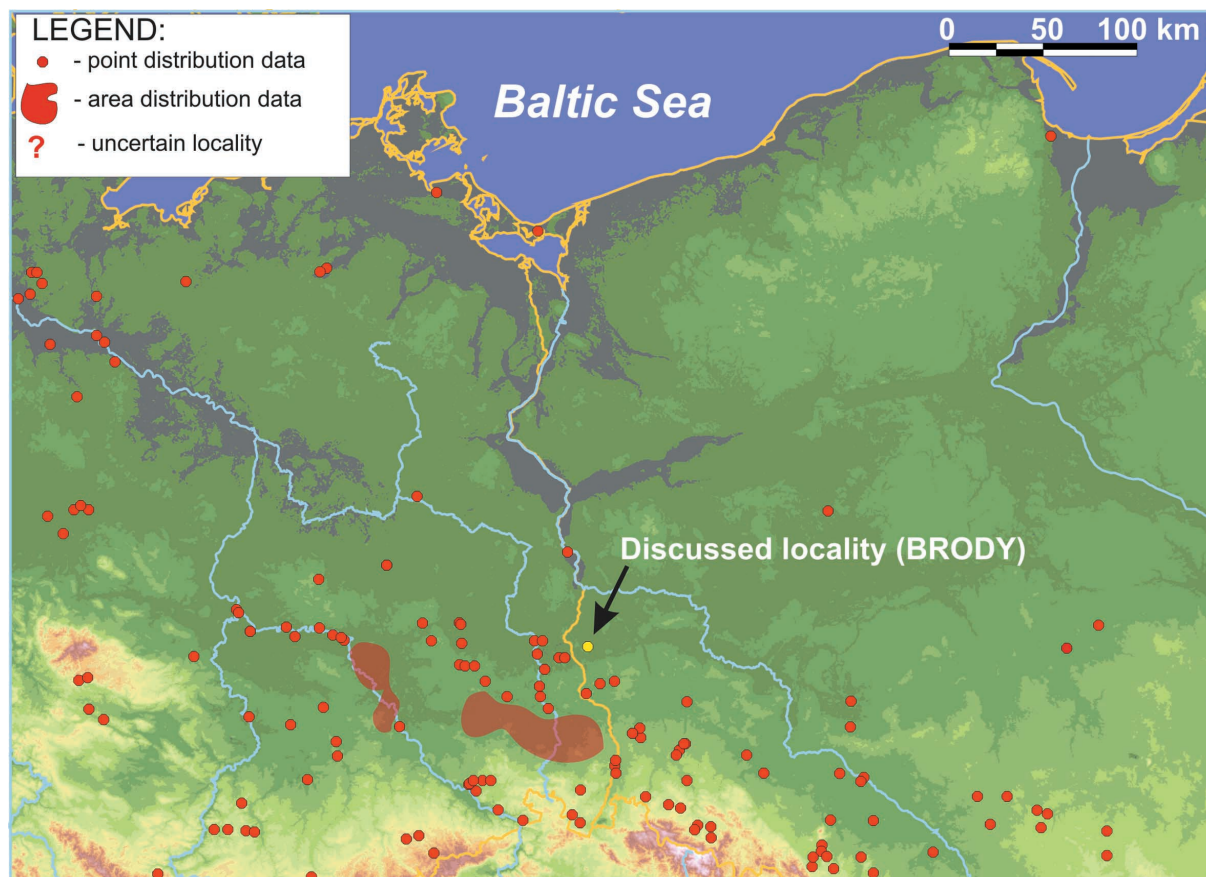 LEGEND:
- point distribution data
- area distribution data
? - uncertain locality
0 50 100 km
Baltic Sea
Discussed locality (BRODY)